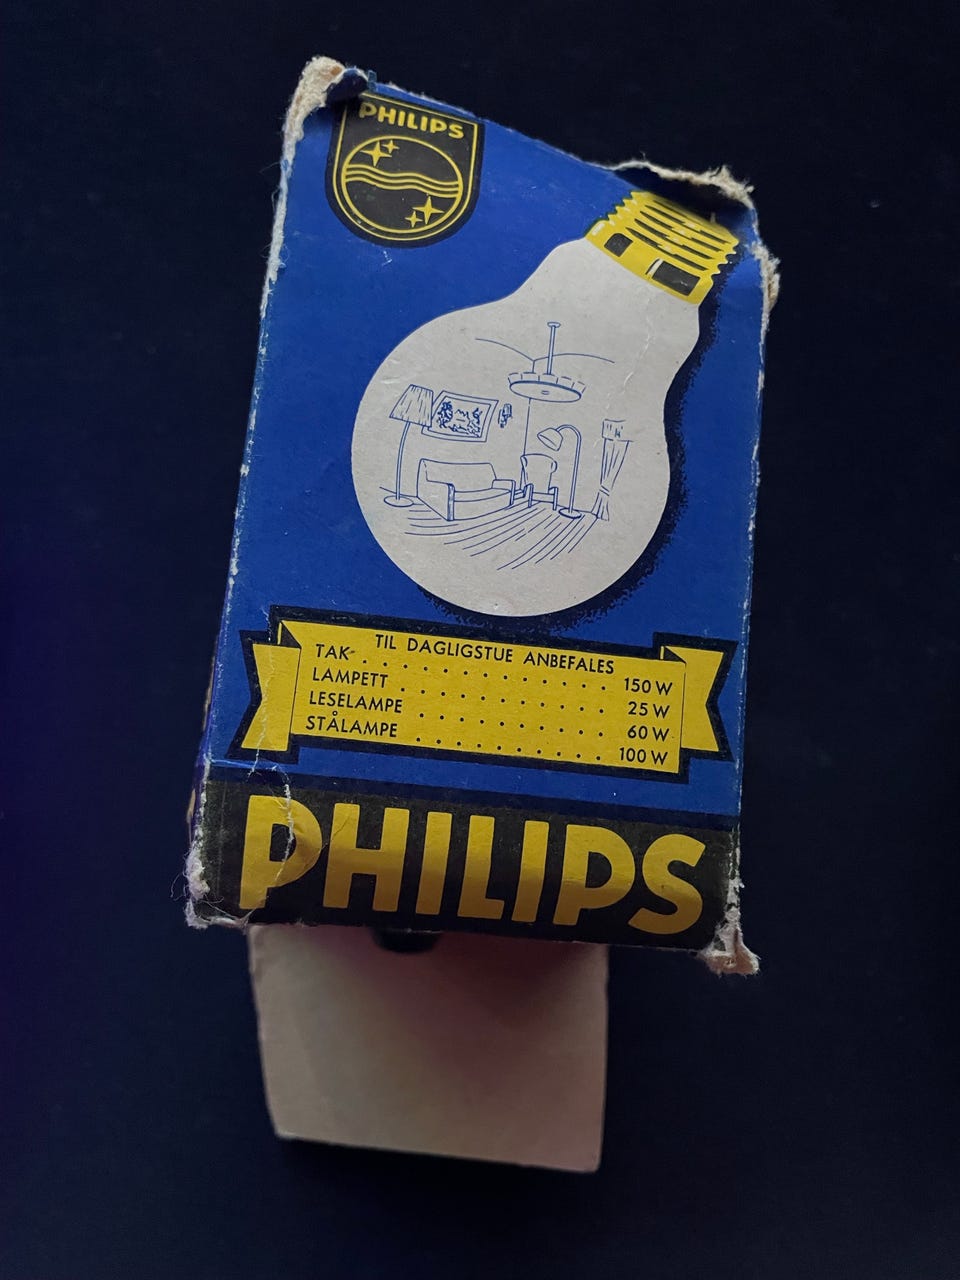 PHILIPS
TIL DAGLIGSTUE ANBEFALES
TAK . . . . . . . . . . . 150 W
LAMPETT . . . . . . . . . 25 W
LESELAMPE . . . . . . . . 60 W
STÅLAMPE . . . . . . . . . 100 W
PHILIPS